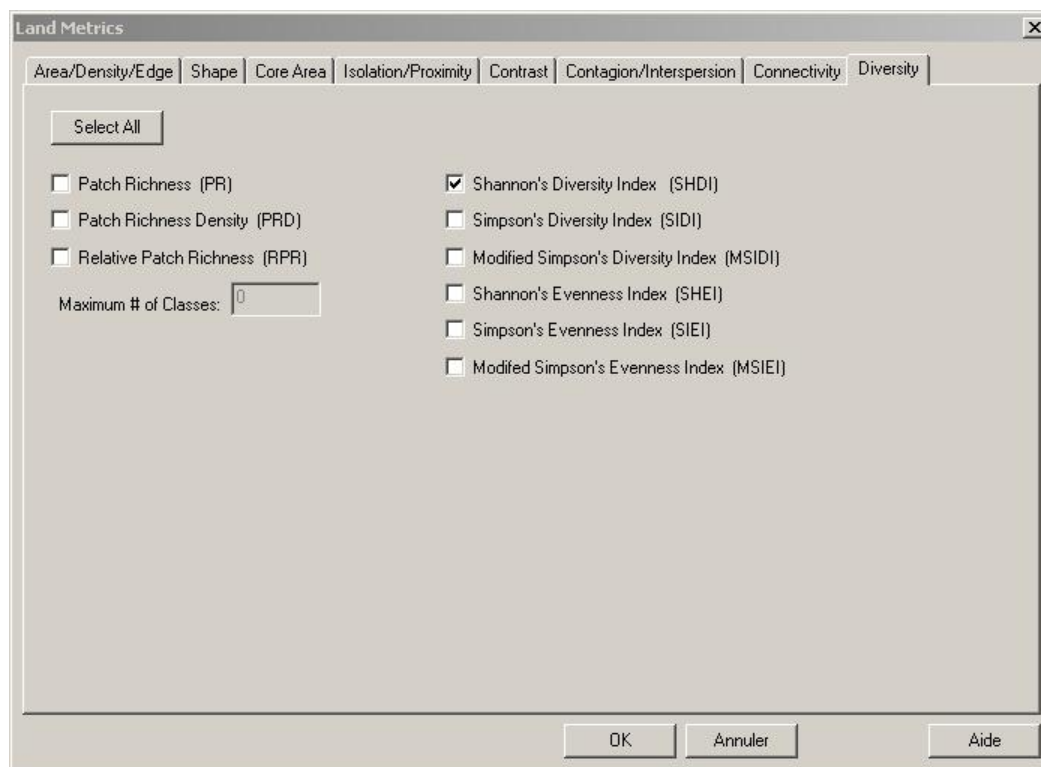 Land Metrics
Area/Density/Edge Shape Core Area Isolation/Proximity Contrast Contagion/Interspersion Connectivity Diversity
Select All
Patch Richness (PR)
Patch Richness Density (PRD)
Relative Patch Richness (RPR)
Maximum # of Classes: 0
Shannon's Diversity Index (SHDI)
Simpson's Diversity Index (SIDI)
Modified Simpson's Diversity Index (MSIDI)
Shannon's Evenness Index (SHEI)
Simpson's Evenness Index (SIEI)
Modifed Simpson's Evenness Index (MSIEI)
OK Annuler Aide